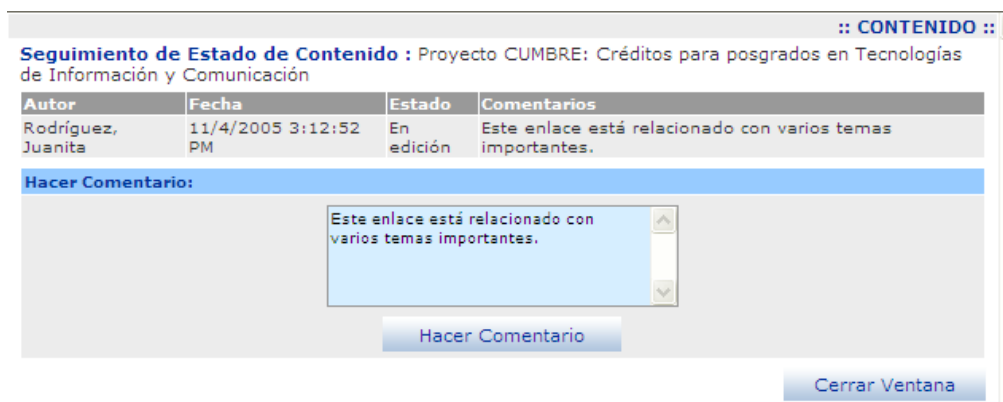 :: CONTENIDO ::
Seguimiento de Estado de Contenido : Proyecto CUMBRE: Créditos para posgrados en Tecnologías
de Información y Comunicación
Autor Fecha Estado Comentarios
Rodríguez, 11/4/2005 3:12:52 En Este enlace está relacionado con varios temas
Juanita PM edición importantes.
Hacer Comentario:
Este enlace está relacionado con
varios temas importantes.
Hacer Comentario
Cerrar Ventana